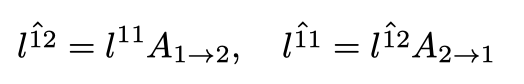 $l^{\hat{1}2} = l^{11} A_{1 \to 2}, \quad l^{\hat{1}1} = l^{\hat{1}2} A_{2 \to 1}$